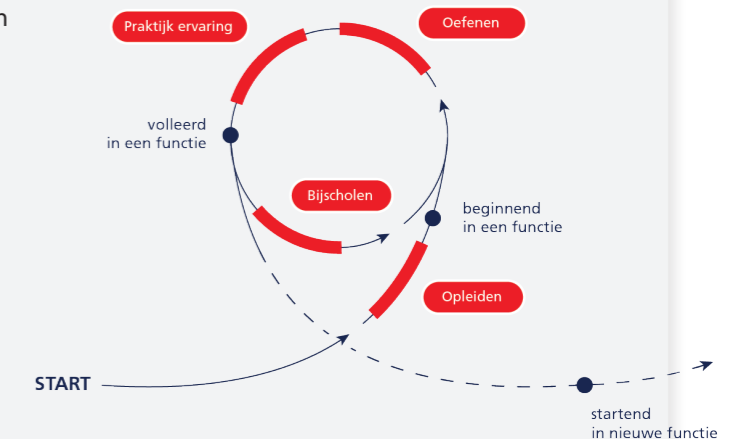 n
Praktijk ervaring
Oefenen
volleerd
in een functie
Bijscholen
beginnend
in een functie
Opleiden
START
startend
in nieuwe functie